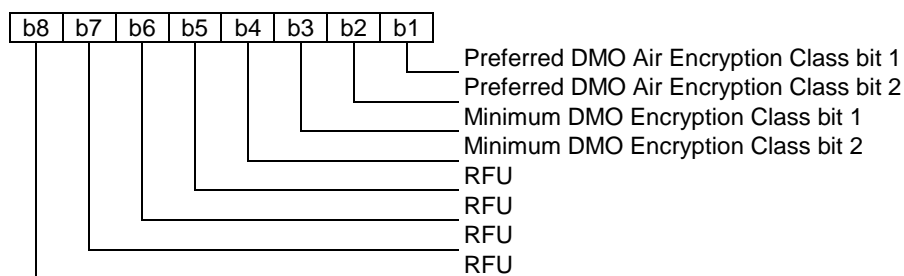 b8 b7 b6 b5 b4 b3 b2 b1
Preferred DMO Air Encryption Class bit 1
Preferred DMO Air Encryption Class bit 2
Minimum DMO Encryption Class bit 1
Minimum DMO Encryption Class bit 2
RFU
RFU
RFU
RFU